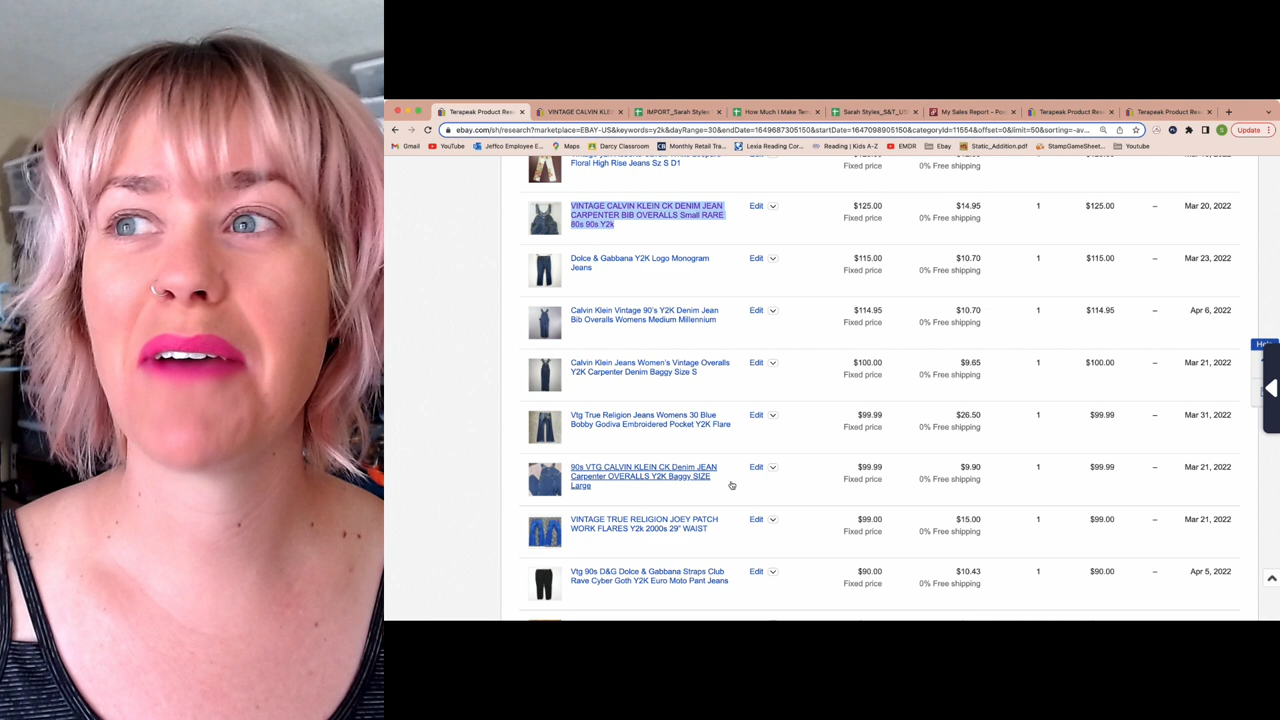 Terapeak Product Res
VINTAGE CALVIN KLE
IMPORT_Sarah Styles
How Much I Make Tem
Sarah Styles_S&T_US
My Sales Report – Po
Terapeak Product Res
Terapeak Product Res
ebay.com/sh/research?marketplace=EBAY-US&keywords=y2k&dayRange=30&endDate=1649687305150&startDate=1647098905150&categoryId=11554&offset=0&limit=50&sorting=-av...
Update
Gmail
YouTube
Jeffco Employee E...
Maps
Darcy Classroom
Monthly Retail Tra...
Lexia Reading Cor...
Reading | Kids A-Z
EMDR
Ebay
Static_Addition.pdf
StampGameSheet...
Youtube
Floral High Rise Jeans Sz S D1
Fixed price
0% Free shipping
VINTAGE CALVIN KLEIN CK DENIM JEAN
CARPENTER BIB OVERALLS Small RARE
80s 90s Y2k
Edit
$125.00
Fixed price
$14.95
0% Free shipping
1
$125.00
–
Mar 20, 2022
Dolce & Gabbana Y2K Logo Monogram
Jeans
Edit
$115.00
Fixed price
$10.70
0% Free shipping
1
$115.00
–
Mar 23, 2022
Calvin Klein Vintage 90's Y2K Denim Jean
Bib Overalls Womens Medium Millennium
Edit
$114.95
Fixed price
$10.70
0% Free shipping
1
$114.95
–
Apr 6, 2022
Calvin Klein Jeans Women's Vintage Overalls
Y2K Carpenter Denim Baggy Size S
Edit
$100.00
Fixed price
$9.65
0% Free shipping
1
$100.00
–
Mar 21, 2022
Vtg True Religion Jeans Womens 30 Blue
Bobby Godiva Embroidered Pocket Y2K Flare
Edit
$99.99
Fixed price
$26.50
0% Free shipping
1
$99.99
–
Mar 31, 2022
90s VTG CALVIN KLEIN CK Denim JEAN
Carpenter OVERALLS Y2K Baggy SIZE
Large
Edit
$99.99
Fixed price
$9.90
0% Free shipping
1
$99.99
–
Mar 21, 2022
VINTAGE TRUE RELIGION JOEY PATCH
WORK FLARES Y2k 2000s 29" WAIST
Edit
$99.00
Fixed price
$15.00
0% Free shipping
1
$99.00
–
Mar 21, 2022
Vtg 90s D&G Dolce & Gabbana Straps Club
Rave Cyber Goth Y2K Euro Moto Pant Jeans
Edit
$90.00
Fixed price
$10.43
0% Free shipping
1
$90.00
–
Apr 5, 2022